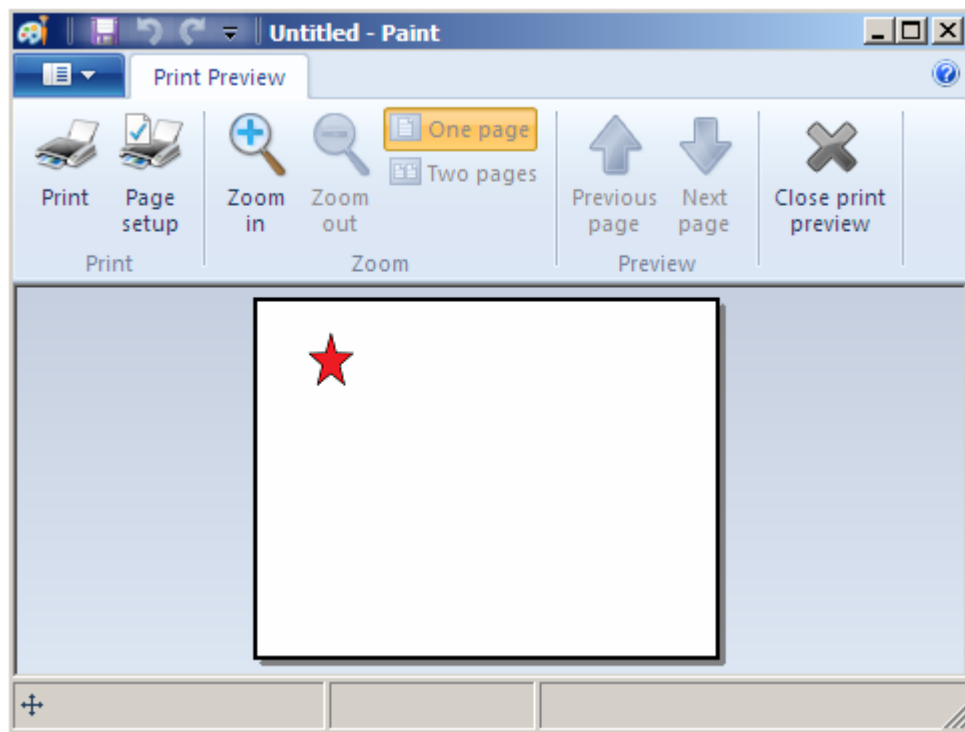 Untitled - Paint
Print Preview
One page
Two pages
Print
Page
setup
Zoom
in
Zoom
out
Previous
page
Next
page
Close print
preview
Print
Zoom
Preview